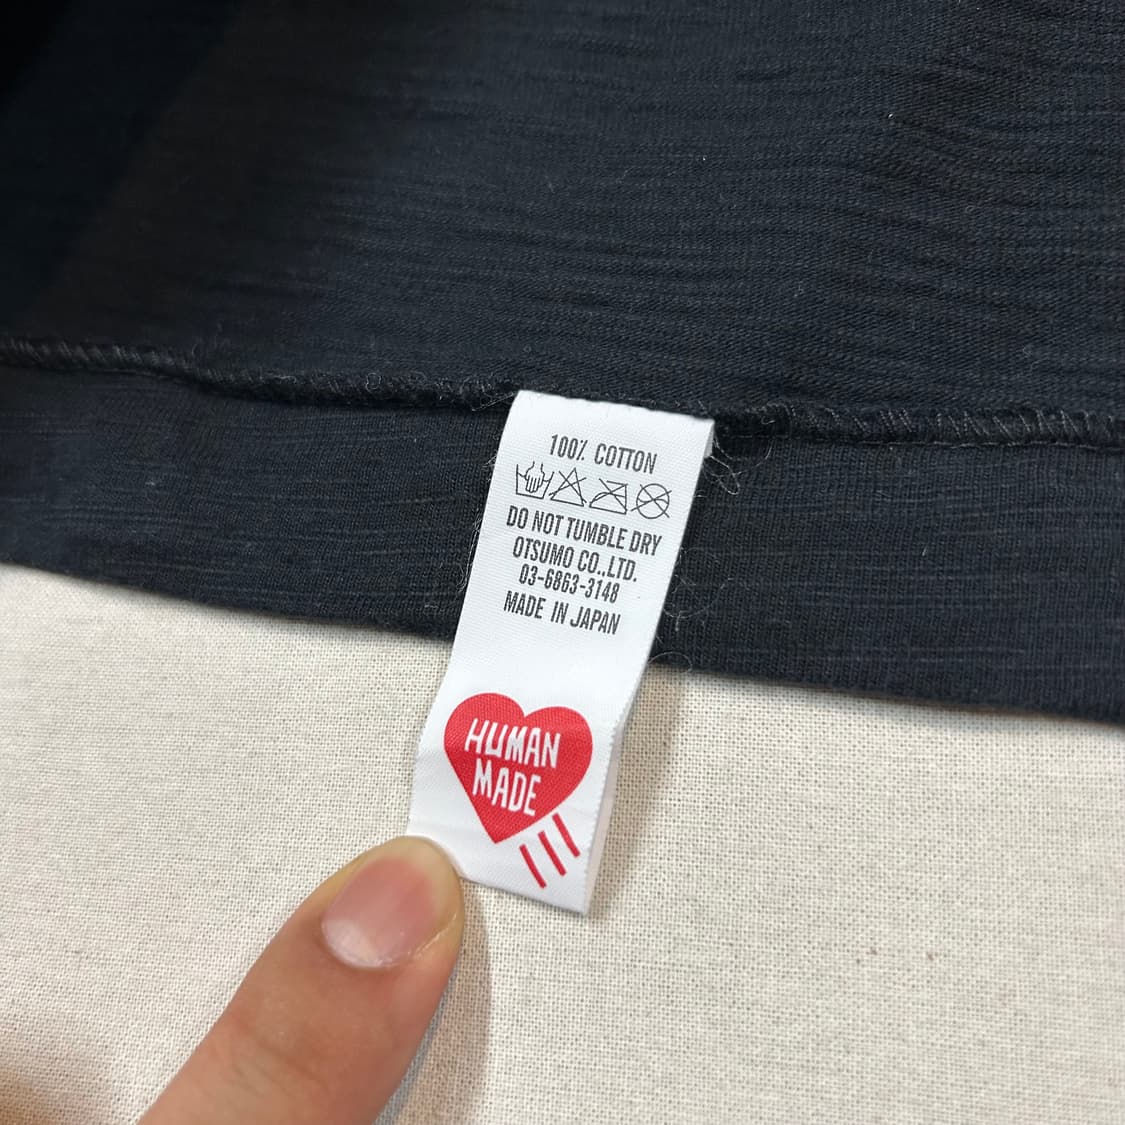 100% COTTON
DO NOT TUMBLE DRY
OTSUMO CO.,LTD.
03-6863-3148
MADE IN JAPAN
HUMAN
MADE